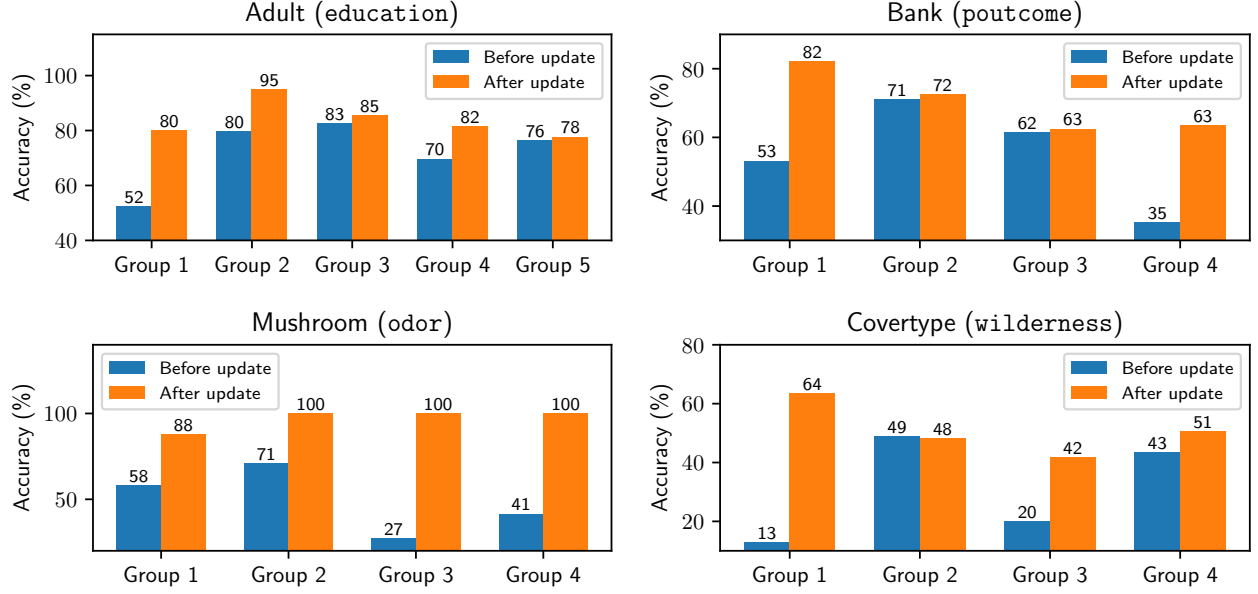 Adult (education)
Accuracy (%)
100
80
60
40
Before update
After update
52
80
80
95
83
85
70
82
76
78
Group 1
Group 2
Group 3
Group 4
Group 5
Bank (poutcome)
Accuracy (%)
80
60
40
Before update
After update
53
82
71
72
62
63
35
63
Group 1
Group 2
Group 3
Group 4
Mushroom (odor)
Accuracy (%)
100
50
Before update
After update
58
88
71
100
27
100
41
100
Group 1
Group 2
Group 3
Group 4
Covertype (wilderness)
Accuracy (%)
80
60
40
20
Before update
After update
13
64
49
48
20
42
43
51
Group 1
Group 2
Group 3
Group 4